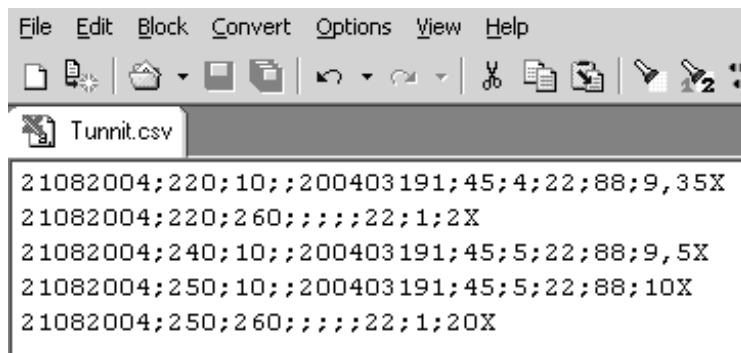 File Edit Block Convert Options View Help
Tunnit.csv
21082004;220;10;;200403191;45;4;22;88;9,35X
21082004;220;260;;;;;22;1;2X
21082004;240;10;;200403191;45;5;22;88;9,5X
21082004;250;10;;200403191;45;5;22;88;10X
21082004;250;260;;;;;22;1;20X